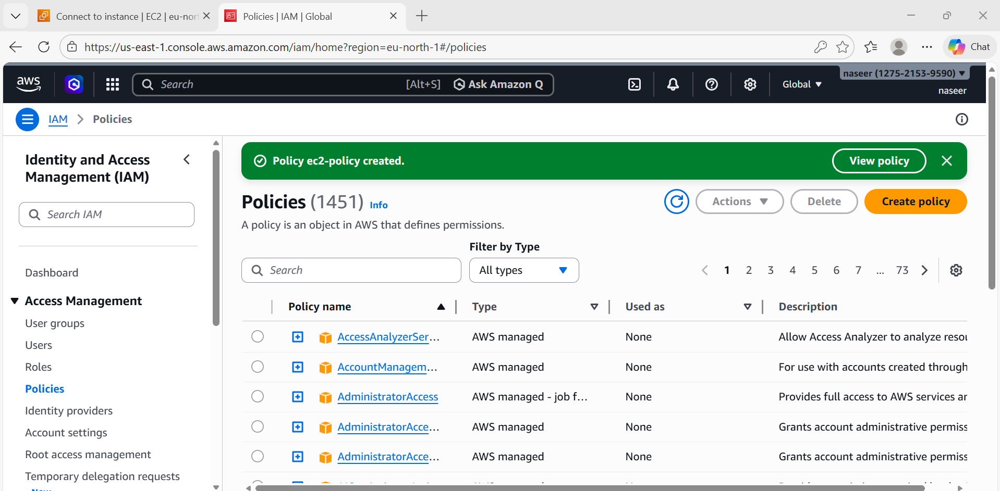 Connect to instance | EC2 | eu-nort
Policies | IAM | Global
https://us-east-1.console.aws.amazon.com/iam/home?region=eu-north-1#/policies
Chat
aws
Search [Alt+S] Ask Amazon Q
Global
naseer (1275-2153-9590)
naseer
IAM > Policies
Identity and Access
Management (IAM)
Search IAM
Dashboard
Access Management
User groups
Users
Roles
Policies
Identity providers
Account settings
Root access management
Temporary delegation requests
New
Policy ec2-policy created.
View policy
Policies (1451) Info
Actions
Delete
Create policy
A policy is an object in AWS that defines permissions.
Filter by Type
Search
All types
1 2 3 4 5 6 7 ... 73
Policy name Type Used as Description
AccessAnalyzerSer... AWS managed None Allow Access Analyzer to analyze resou
AccountManagem... AWS managed None For use with accounts created through
AdministratorAccess AWS managed - job f... None Provides full access to AWS services an
AdministratorAcce... AWS managed None Grants account administrative permiss
AdministratorAcce... AWS managed None Grants account administrative permiss